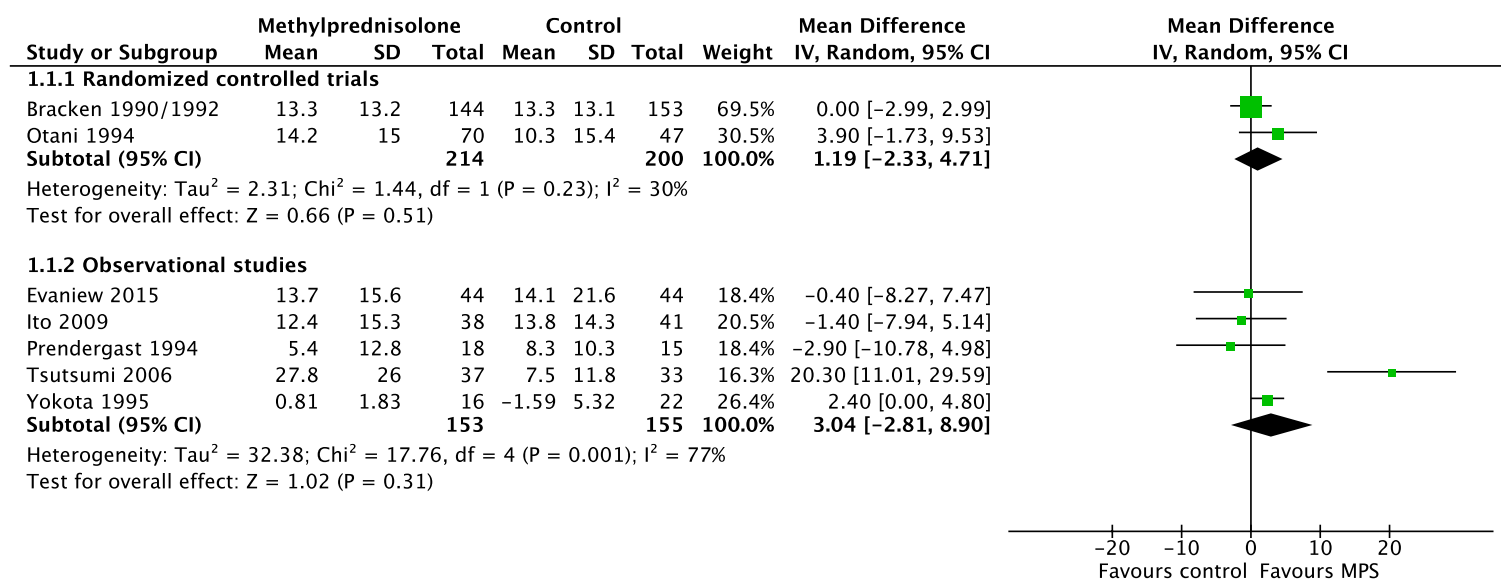 Methylprednisolone Control Mean Difference Mean Difference
Study or Subgroup Mean SD Total Mean SD Total Weight IV, Random, 95% CI IV, Random, 95% CI
1.1.1 Randomized controlled trials
Bracken 1990/1992 13.3 13.2 144 13.3 13.1 153 69.5% 0.00 [−2.99, 2.99]
Otani 1994 14.2 15 70 10.3 15.4 47 30.5% 3.90 [−1.73, 9.53]
Subtotal (95% CI) 214 200 100.0% 1.19 [−2.33, 4.71]
Heterogeneity: Tau² = 2.31; Chi² = 1.44, df = 1 (P = 0.23); I² = 30%
Test for overall effect: Z = 0.66 (P = 0.51)
1.1.2 Observational studies
Evaniew 2015 13.7 15.6 44 14.1 21.6 44 18.4% −0.40 [−8.27, 7.47]
Ito 2009 12.4 15.3 38 13.8 14.3 41 20.5% −1.40 [−7.94, 5.14]
Prendergast 1994 5.4 12.8 18 8.3 10.3 15 18.4% −2.90 [−10.78, 4.98]
Tsutsumi 2006 27.8 26 37 7.5 11.8 33 16.3% 20.30 [11.01, 29.59]
Yokota 1995 0.81 1.83 16 −1.59 5.32 22 26.4% 2.40 [0.00, 4.80]
Subtotal (95% CI) 153 155 100.0% 3.04 [−2.81, 8.90]
Heterogeneity: Tau² = 32.38; Chi² = 17.76, df = 4 (P = 0.001); I² = 77%
Test for overall effect: Z = 1.02 (P = 0.31)
−20 −10 0 10 20
Favours control Favours MPS